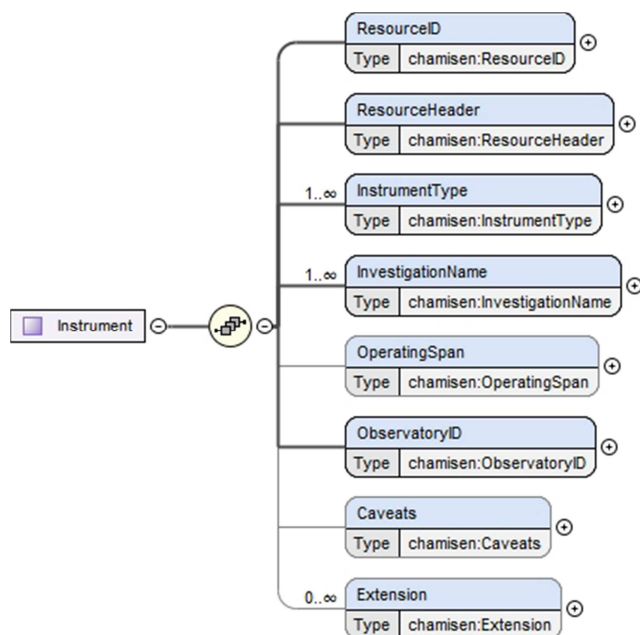 ResourceID
Type chamisen:ResourceID
ResourceHeader
Type chamisen:ResourceHeader
1..∞
InstrumentType
Type chamisen:InstrumentType
1..∞
InvestigationName
Type chamisen:InvestigationName
Instrument
OperatingSpan
Type chamisen:OperatingSpan
ObservatoryID
Type chamisen:ObservatoryID
Caveats
Type chamisen:Caveats
0..∞
Extension
Type chamisen:Extension